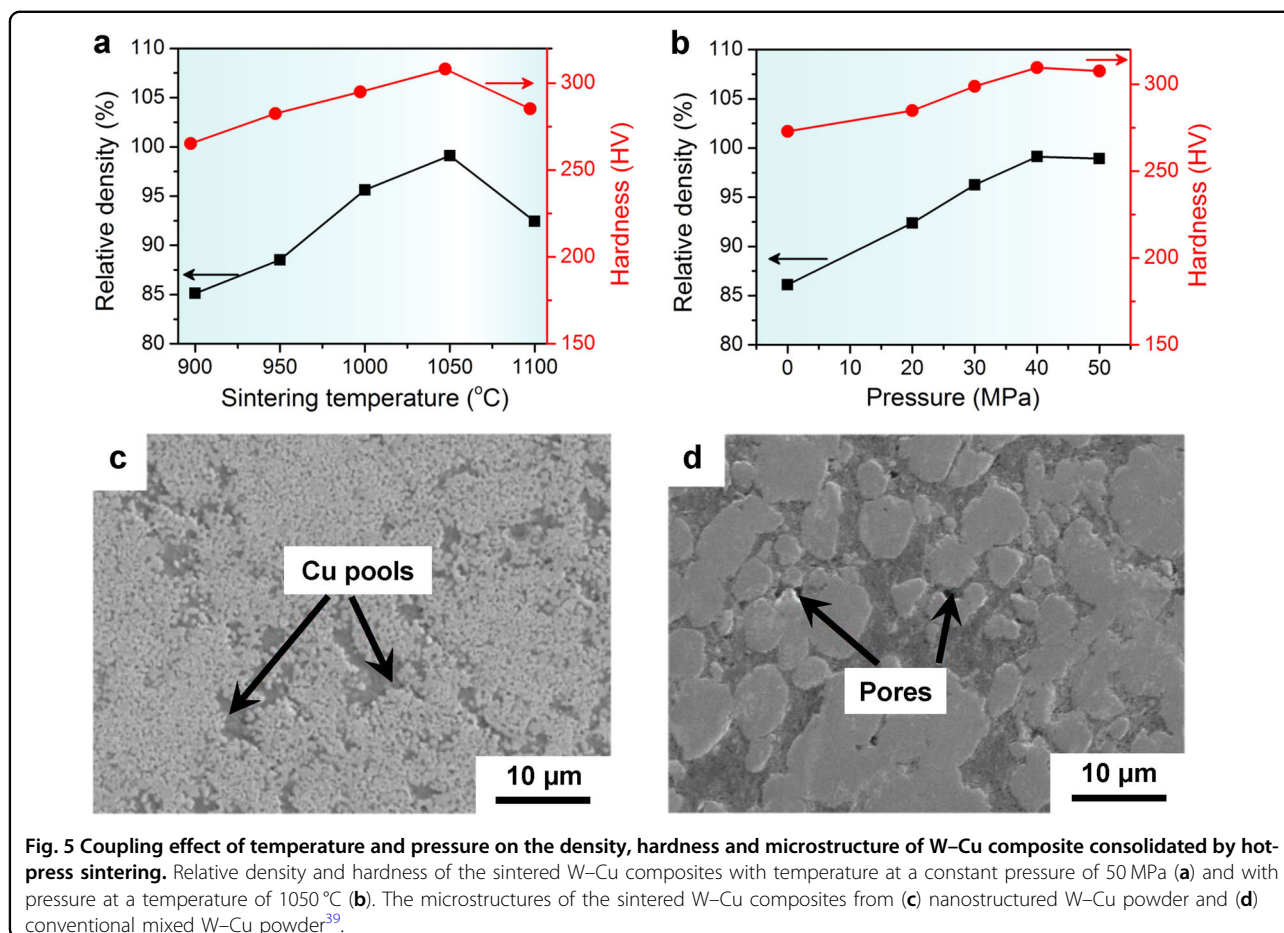 a
110
105
100
95
90
85
80
Relative density (%)
300
250
200
150
Hardness (HV)
900 950 1000 1050 1100
Sintering temperature (°C)
b
110
105
100
95
90
85
80
Relative density (%)
300
250
200
150
Hardness (HV)
0 10 20 30 40 50
Pressure (MPa)
c
Cu pools
10 µm
d
Pores
10 µm
Fig. 5 Coupling effect of temperature and pressure on the density, hardness and microstructure of W–Cu composite consolidated by hot-
press sintering. Relative density and hardness of the sintered W–Cu composites with temperature at a constant pressure of 50 MPa (a) and with
pressure at a temperature of 1050 °C (b). The microstructures of the sintered W–Cu composites from (c) nanostructured W–Cu powder and (d)
conventional mixed W–Cu powder³⁹.